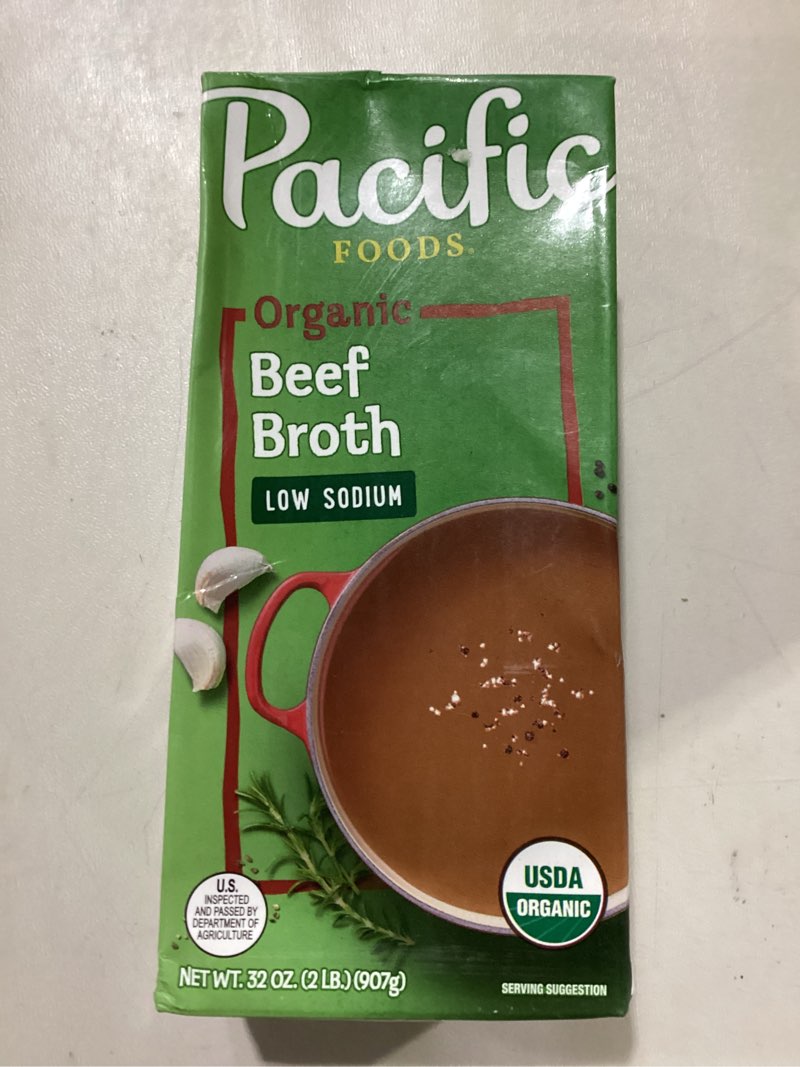 Pacific
FOODS
Organic
Beef
Broth
LOW SODIUM
USDA
ORGANIC
U.S.
INSPECTED
AND PASSED BY
DEPARTMENT OF
AGRICULTURE
NET WT. 32 OZ. (2 LB.) (907g)
SERVING SUGGESTION